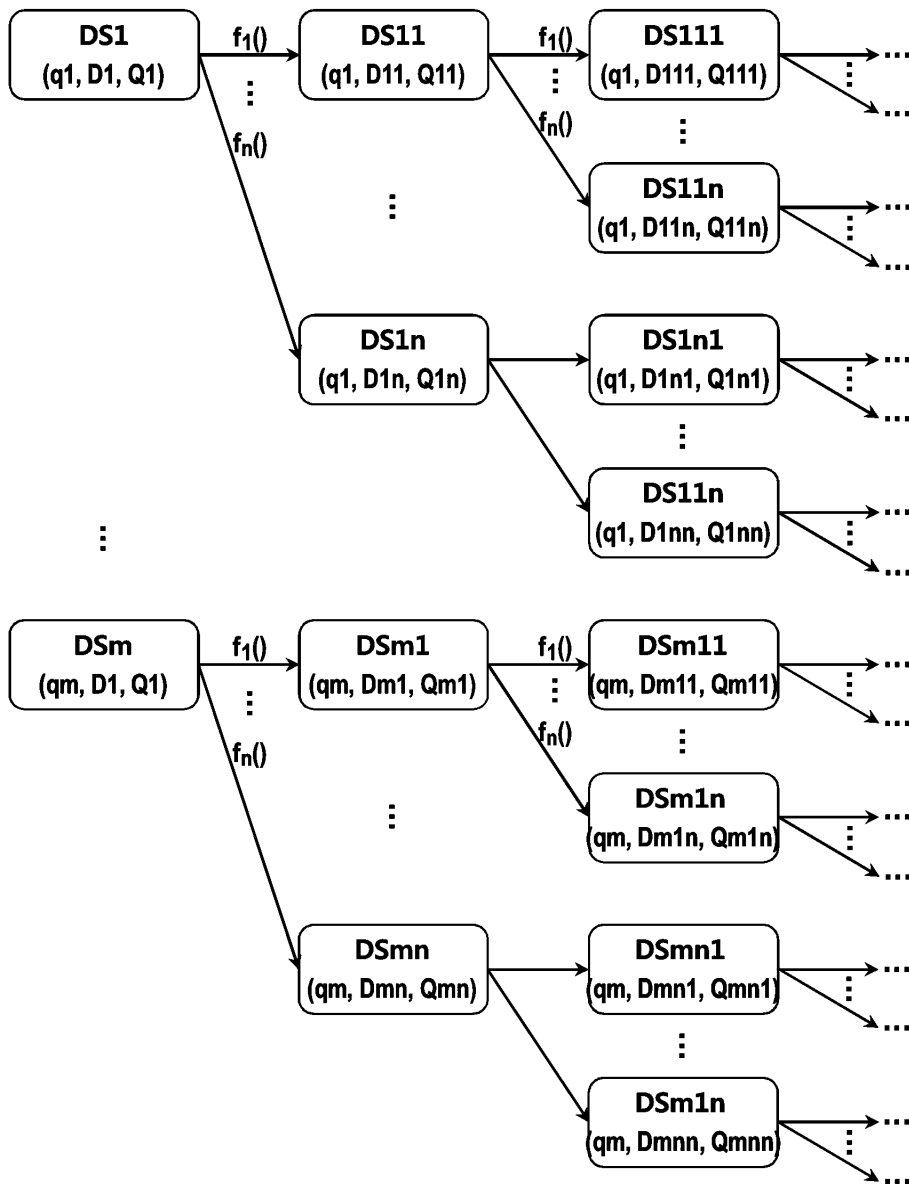 DS1
(q1, D1, Q1)
f1()
...
fn()
DS11
(q1, D11, Q11)
f1()
...
fn()
DS111
(q1, D111, Q111)
...
...
...
...
DS11n
(q1, D11n, Q11n)
...
...
...
...
DS1n
(q1, D1n, Q1n)
DS1n1
(q1, D1n1, Q1n1)
...
...
...
...
DS11n
(q1, D1nn, Q1nn)
...
...
...
...
DSm
(qm, D1, Q1)
f1()
...
fn()
DSm1
(qm, Dm1, Qm1)
f1()
...
fn()
DSm11
(qm, Dm11, Qm11)
...
...
...
...
DSm1n
(qm, Dm1n, Qm1n)
...
...
...
...
DSmn
(qm, Dmn, Qmn)
DSmn1
(qm, Dmn1, Qmn1)
...
...
...
...
DSm1n
(qm, Dmnn, Qmnn)
...
...
...